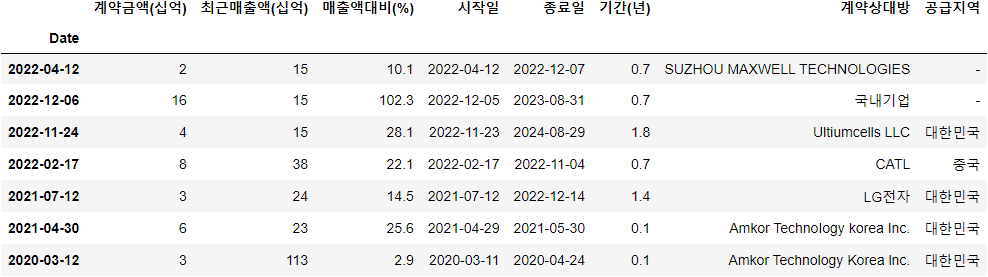 계약금액(십억) 최근매출액(십억) 매출액대비(%) 시작일 종료일 기간(년) 계약상대방 공급지역
Date
2022-04-12 2 15 10.1 2022-04-12 2022-12-07 0.7 SUZHOU MAXWELL TECHNOLOGIES -
2022-12-06 16 15 102.3 2022-12-05 2023-08-31 0.7 국내기업 -
2022-11-24 4 15 28.1 2022-11-23 2024-08-29 1.8 Ultiumcells LLC 대한민국
2022-02-17 8 38 22.1 2022-02-17 2022-11-04 0.7 CATL 중국
2021-07-12 3 24 14.5 2021-07-12 2022-12-14 1.4 LG전자 대한민국
2021-04-30 6 23 25.6 2021-04-29 2021-05-30 0.1 Amkor Technology korea Inc. 대한민국
2020-03-12 3 113 2.9 2020-03-11 2020-04-24 0.1 Amkor Technology Korea Inc. 대한민국